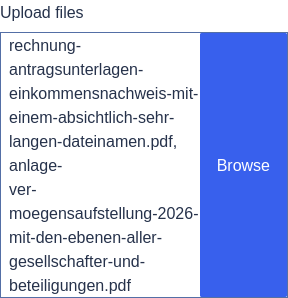 Upload files
rechnung-
antragsunterlagen-
einkommensnachweis-mit-
einem-absichtlich-sehr-
langen-dateinamen.pdf,
anlage-
ver-
moegensaufstellung-2026-
mit-den-ebenen-aller-
gesellschafter-und-
beteiligungen.pdf
Browse